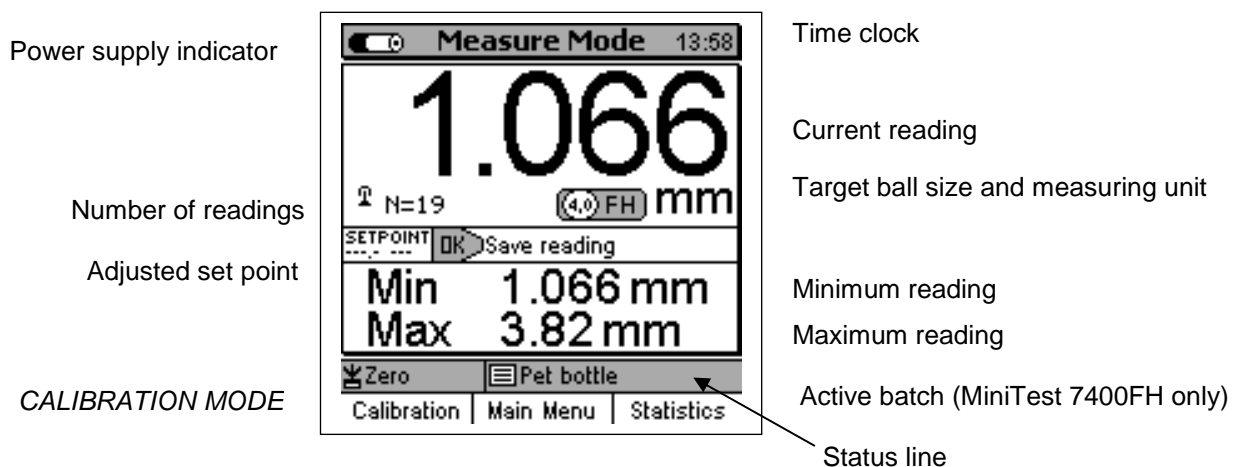 Power supply indicator
Measure Mode 13:58
Time clock
1.066
Current reading
Number of readings
N=19
4,0 FH mm
Target ball size and measuring unit
Adjusted set point
SETPOINT
---.- ---
OK Save reading
Min 1.066 mm
Minimum reading
Max 3.82 mm
Maximum reading
CALIBRATION MODE
Zero Pet bottle
Active batch (MiniTest 7400FH only)
Calibration Main Menu Statistics
Status line